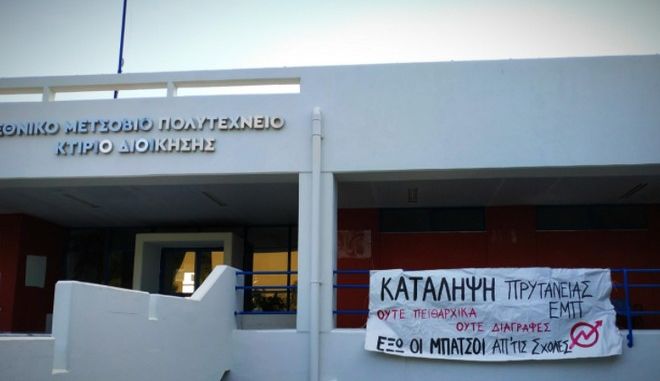 ΕΘΝΙΚΟ ΜΕΤΣΟΒΙΟ ΠΟΛΥΤΕΧΝΕΙΟ
ΚΤΙΡΙΟ ΔΙΟΙΚΗΣΗΣ
ΚΑΤΑΛΗΨΗ ΠΡΥΤΑΝΕΙΑΣ
ΕΜΠ
ΟΥΤΕ ΠΕΙΘΑΡΧΙΚΑ
ΟΥΤΕ ΔΙΑΓΡΑΦΕΣ
ΕΞΩ ΟΙ ΜΠΑΤΣΟΙ ΑΠ'ΤΙΣ ΣΧΟΛΕΣ